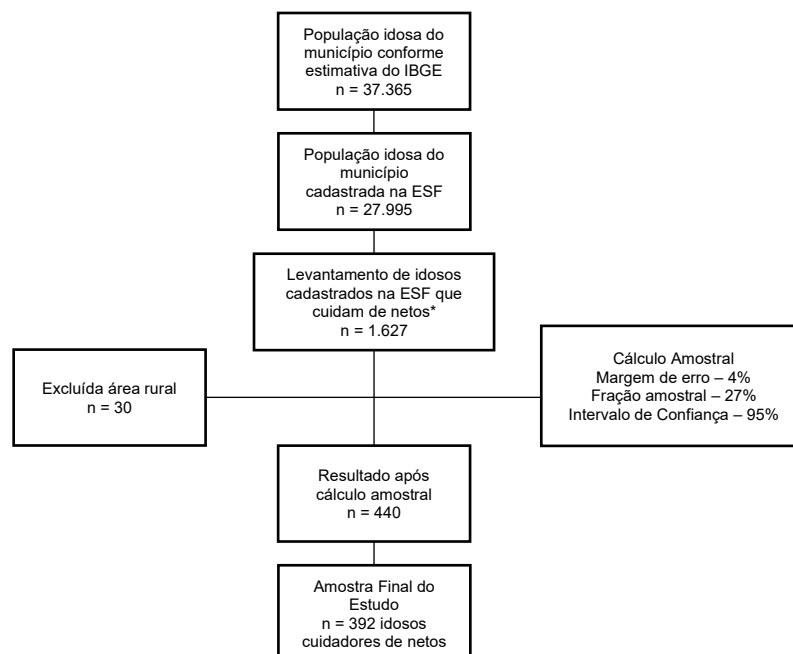 População idosa do
município conforme
estimativa do IBGE
n = 37.365
População idosa do
município
cadastrada na ESF
n = 27.995
Levantamento de idosos
cadastrados na ESF que
cuidam de netos*
n = 1.627
Excluída área rural
n = 30
Cálculo Amostral
Margem de erro – 4%
Fração amostral – 27%
Intervalo de Confiança – 95%
Resultado após
cálculo amostral
n = 440
Amostra Final do
Estudo
n = 392 idosos
cuidadores de netos